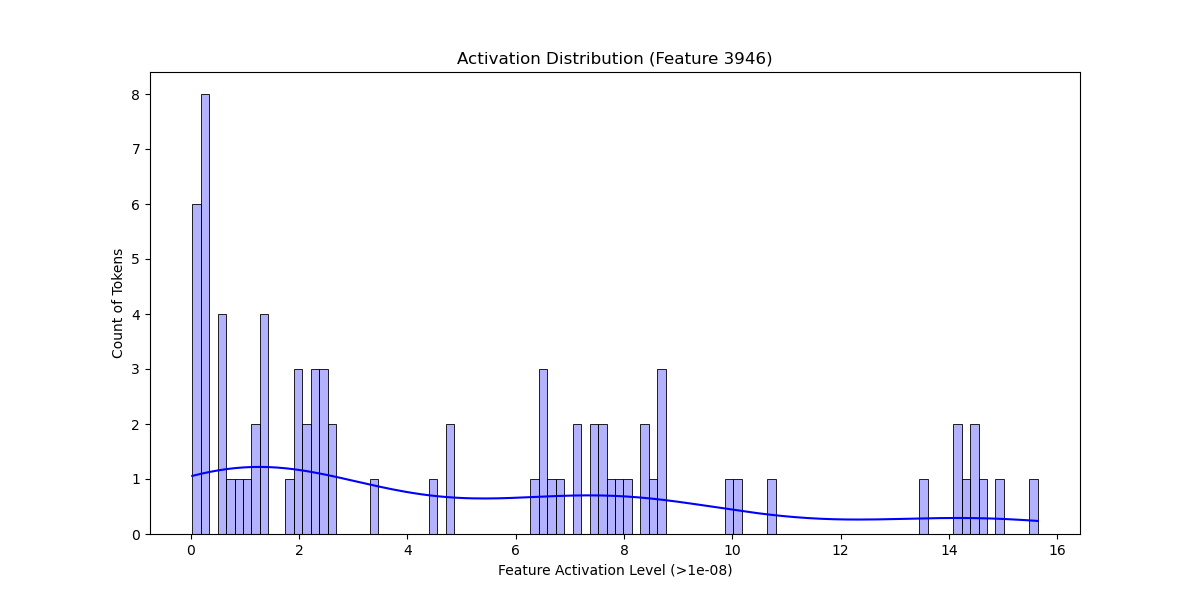 Activation Distribution (Feature 3946)
Count of Tokens
8
7
6
5
4
3
2
1
0
0 2 4 6 8 10 12 14 16
Feature Activation Level (>1e-08)